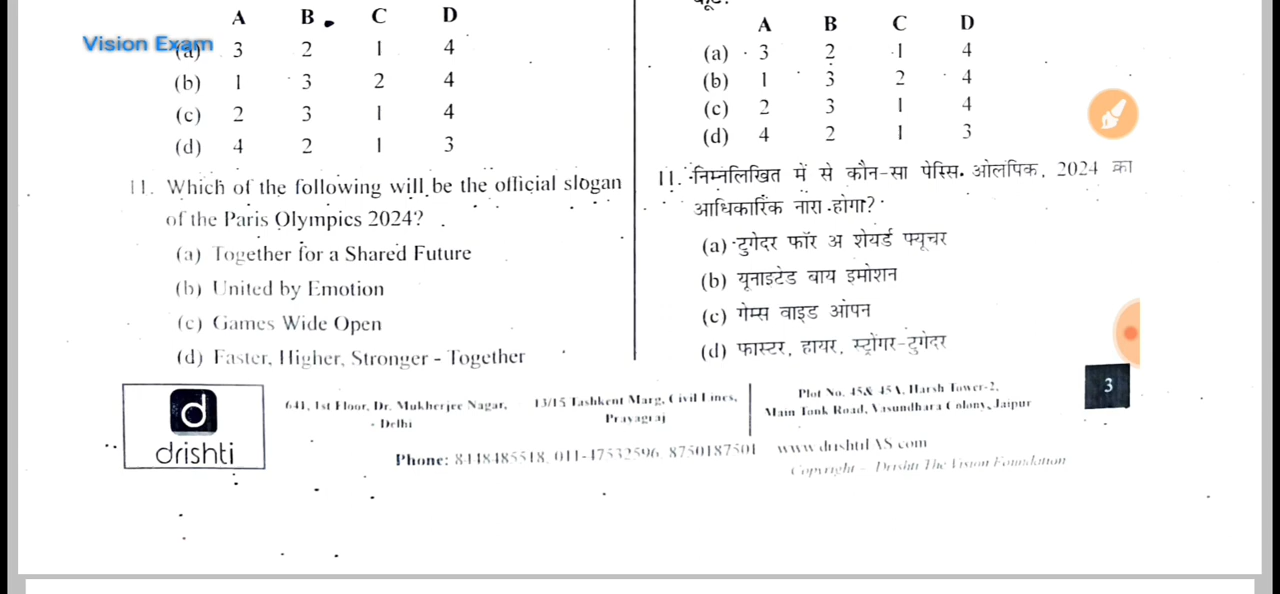 A B C D
Vision Exam
(a) 3 2 1 4
(b) 1 3 2 4
(c) 2 3 1 4
(d) 4 2 1 3
11. Which of the following will be the official slogan
of the Paris Olympics 2024?
(a) Together for a Shared Future
(b) United by Emotion
(c) Games Wide Open
(d) Faster, Higher, Stronger - Together
कूट:
A B C D
(a) 3 2 1 4
(b) 1 3 2 4
(c) 2 3 1 4
(d) 4 2 1 3
11. निम्नलिखित में से कौन-सा पेरिस ओलंपिक, 2024 का
आधिकारिक नारा होगा?
(a) टुगेदर फॉर अ शेयर्ड फ्यूचर
(b) यूनाइटेड बाय इमोशन
(c) गेम्स वाइड ओपन
(d) फास्टर, हायर, स्ट्रोंगर-टुगेदर
d
drishti
641, 1st Floor, Dr. Mukherjee Nagar,
- Delhi
13/15 Tashkent Marg, Civil Lines,
Prayagraj
Plot No. 45& 45A, Harsh Tower-2,
Main Tonk Road, Vasundhara Colony, Jaipur
3
Phone: 8448485518, 011-47532596, 8750187501
www.drishtiIAS.com
Copyright – Drishti The Vision Foundation